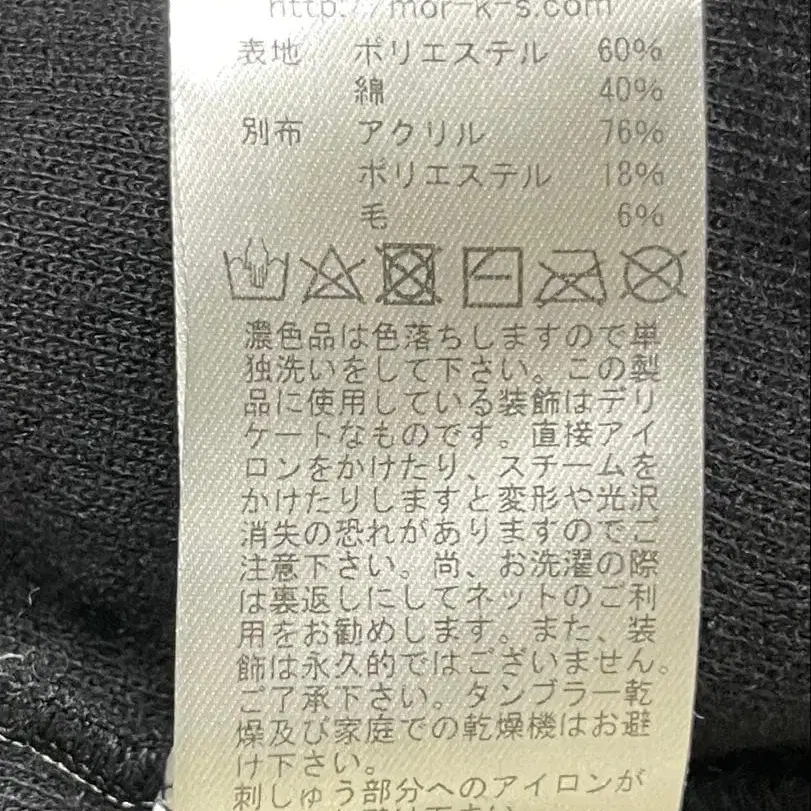 http://mor-k-s.com
表地 ポリエステル 60%
綿 40%
別布 アクリル 76%
ポリエステル 18%
毛 6%
濃色品は色落ちしますので単
独洗いをして下さい。この製
品に使用している装飾はデリ
ケートなものです。直接アイ
ロンをかけたり、スチームを
かけたりしますと変形や光沢
消失の恐れがありますのでご
注意下さい。尚、お洗濯の際
は裏返しにしてネットのご利
用をお勧めします。また、装
飾は永久的ではございません。
ご了承下さい。タンブラー乾
燥及び家庭での乾燥機はお避
け下さい。
刺しゅう部分へのアイロンが